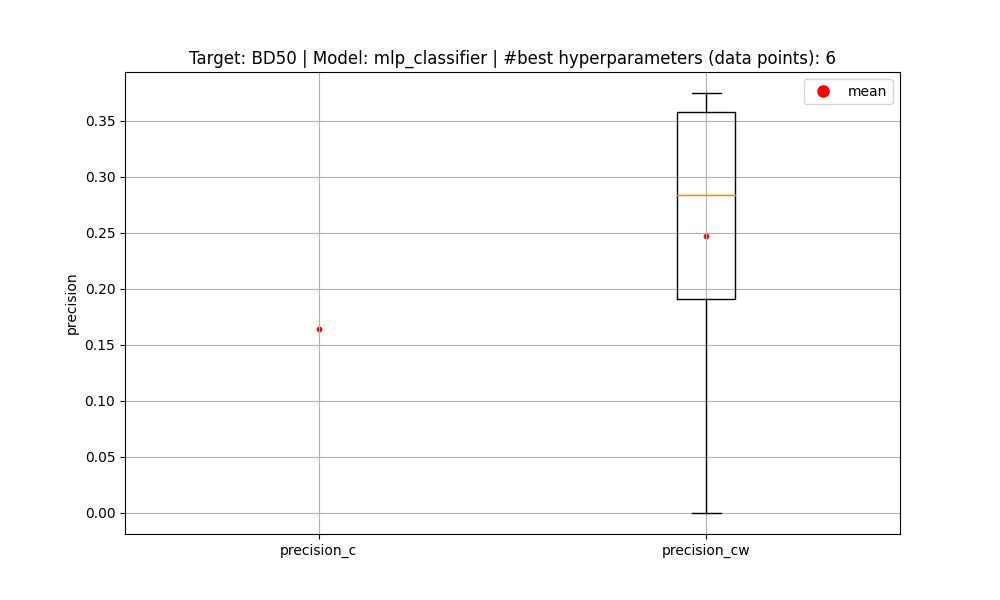 Target: BD50 | Model: mlp_classifier | #best hyperparameters (data points): 6
mean
0.35
0.30
0.25
0.20
0.15
0.10
0.05
0.00
precision
precision_c
precision_cw